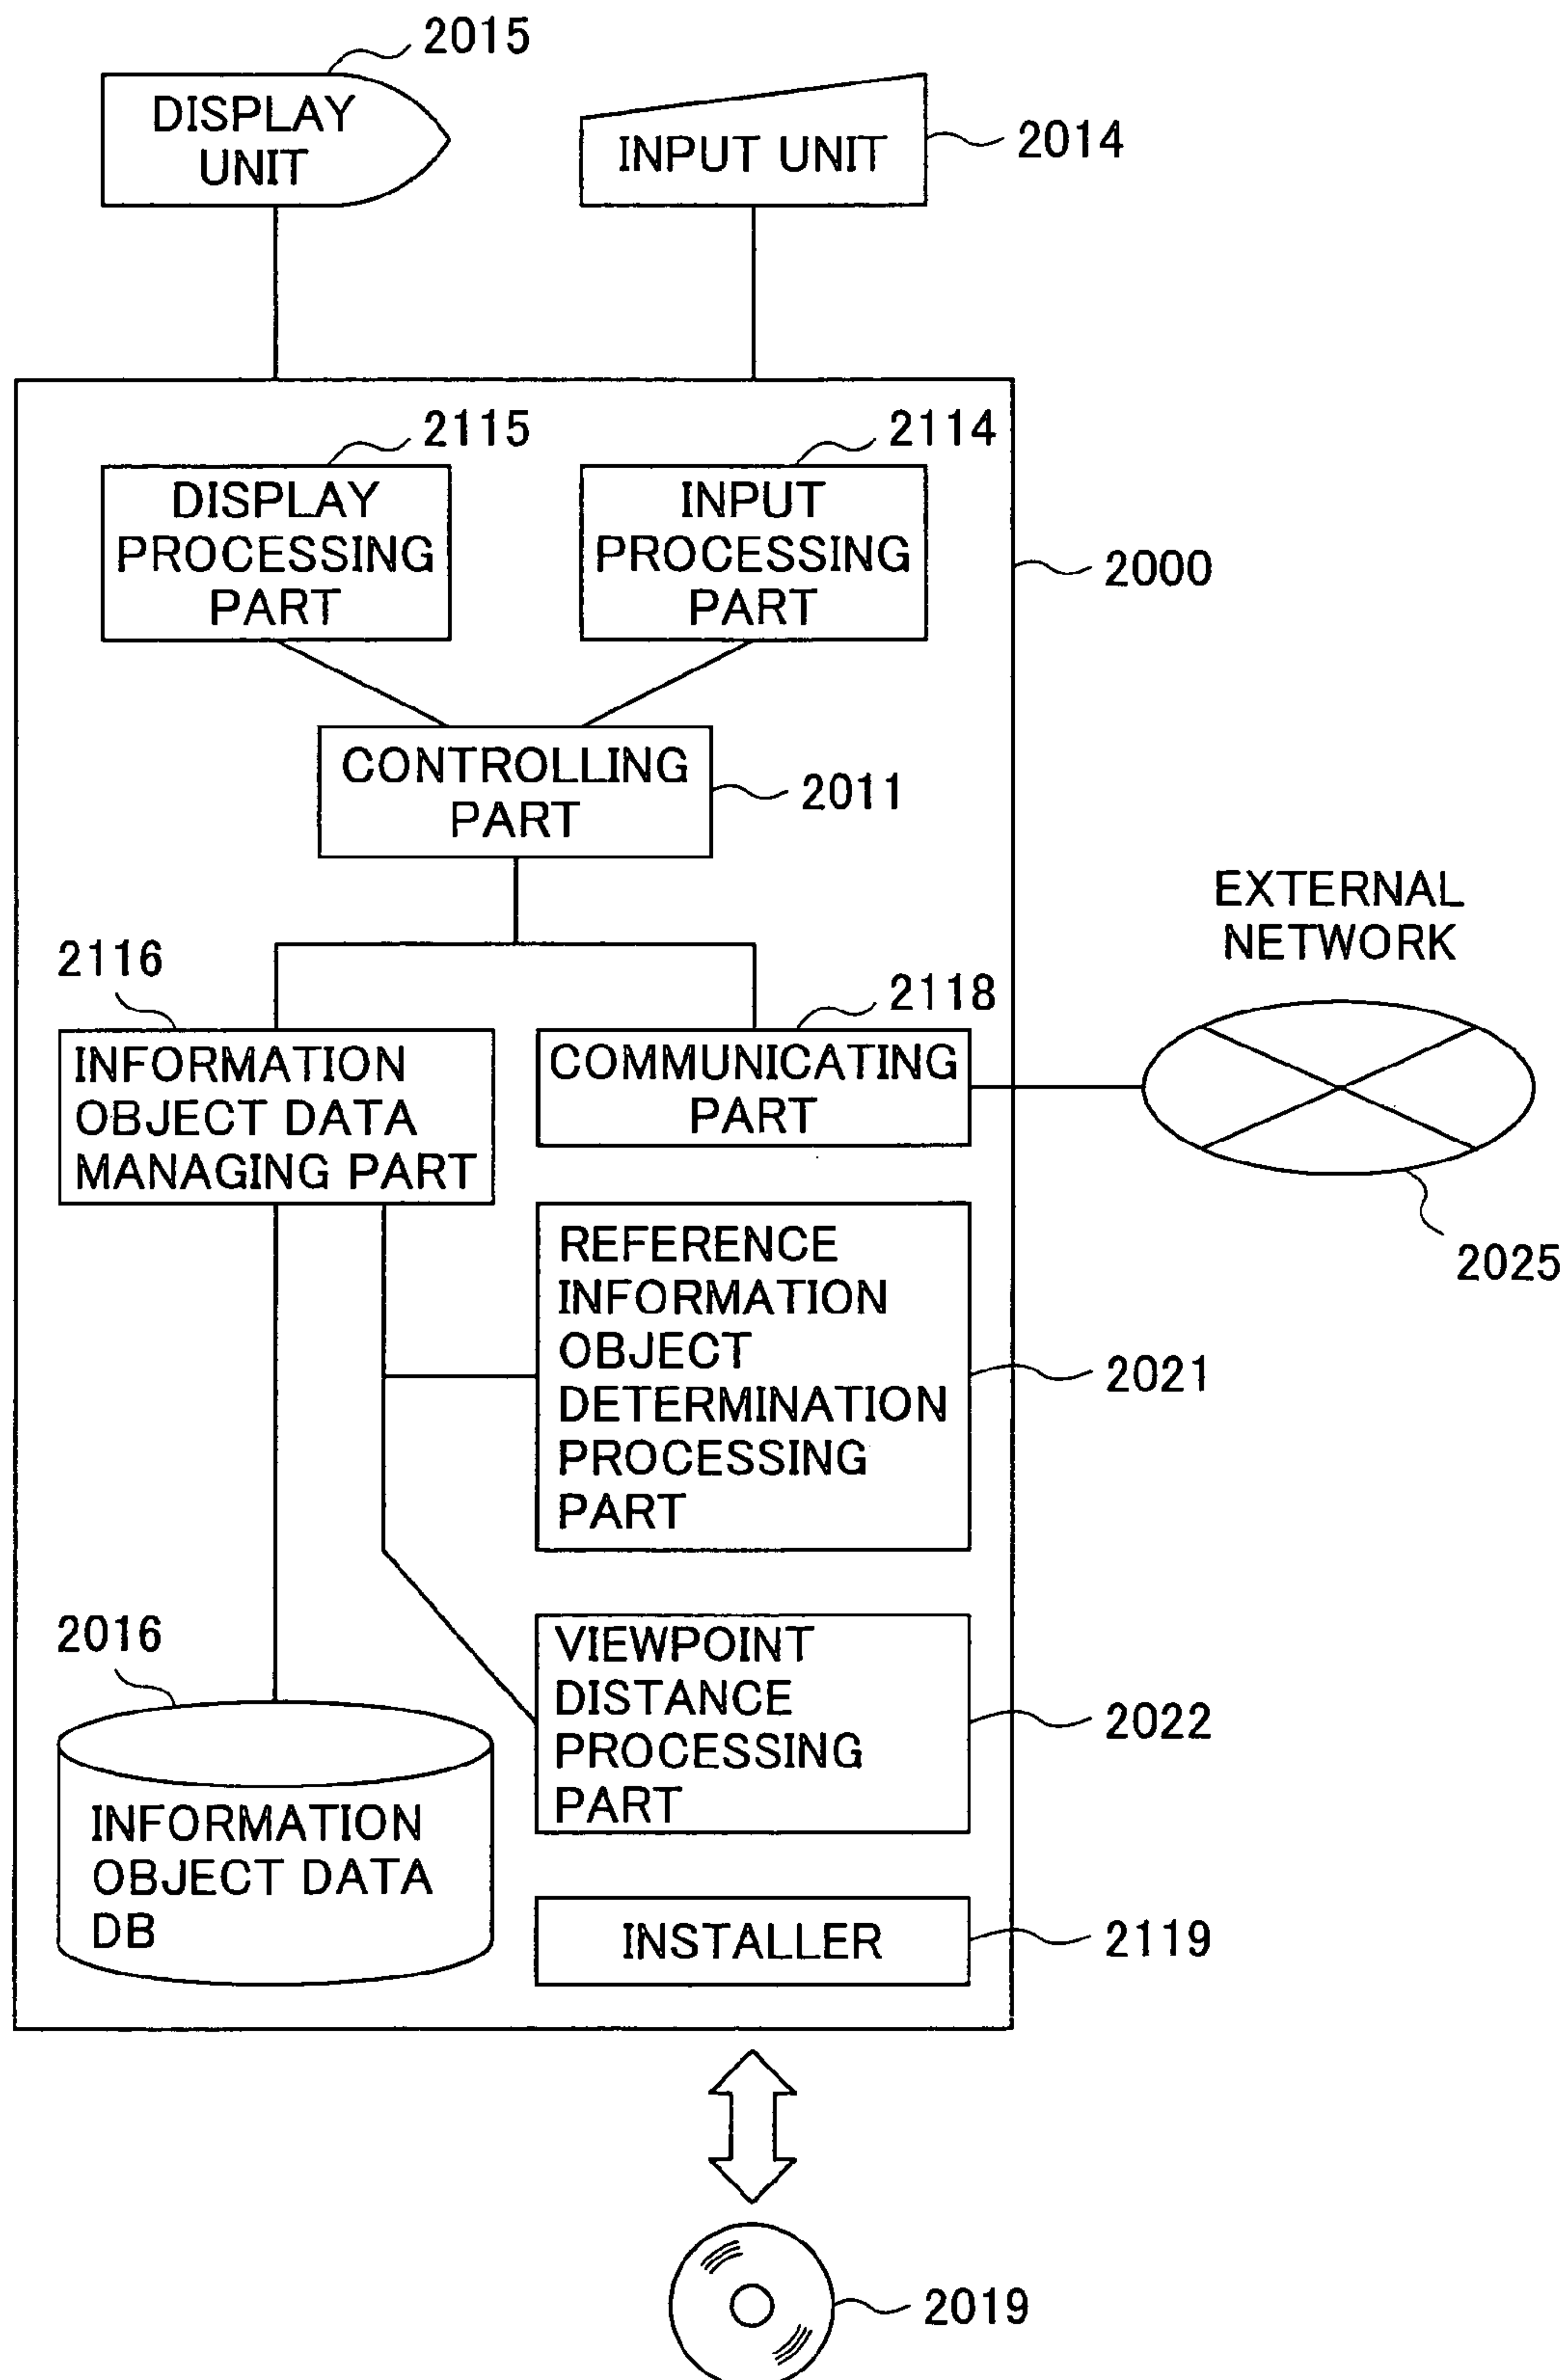 2015
DISPLAY
UNIT
INPUT UNIT
2014
2115
DISPLAY
PROCESSING
PART
2114
INPUT
PROCESSING
PART
2000
CONTROLLING
PART
2011
EXTERNAL
NETWORK
2116
INFORMATION
OBJECT DATA
MANAGING PART
2118
COMMUNICATING
PART
2025
REFERENCE
INFORMATION
OBJECT
DETERMINATION
PROCESSING
PART
2021
2016
INFORMATION
OBJECT DATA
DB
VIEWPOINT
DISTANCE
PROCESSING
PART
2022
INSTALLER
2119
2019